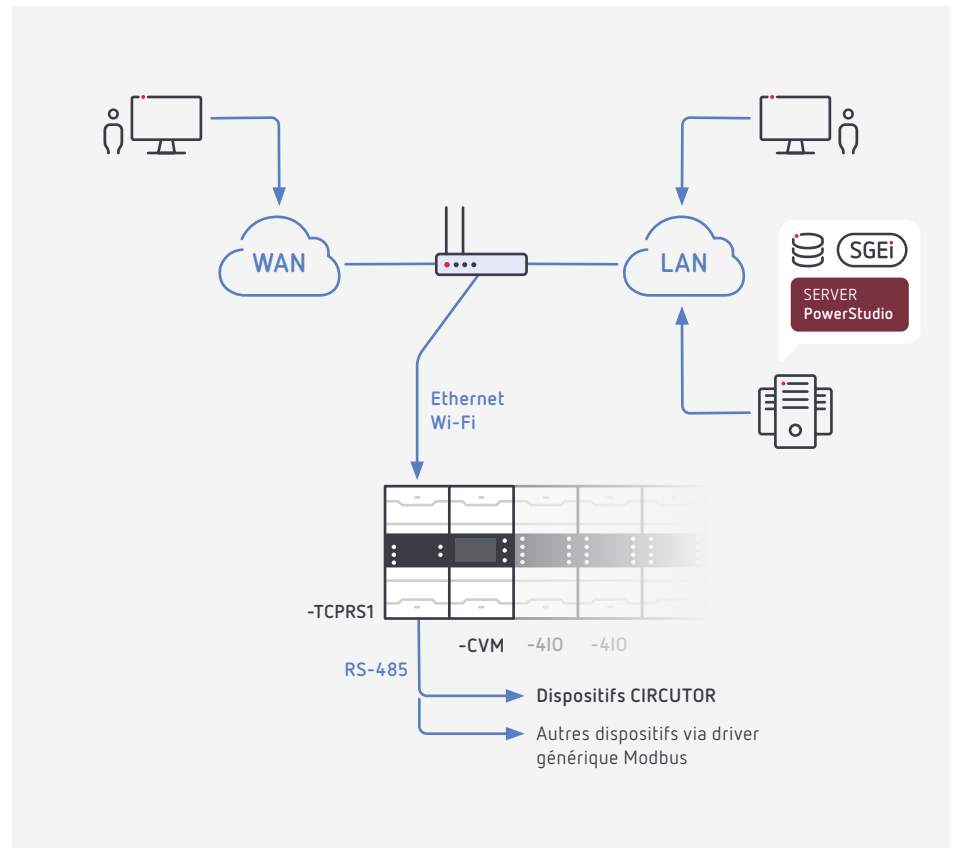 WAN
LAN
SGEi
SERVER
PowerStudio
Ethernet
Wi-Fi
-TCPRS1
-CVM
-4IO
-4IO
RS-485
Dispositifs CIRCUTOR
Autres dispositifs via driver
générique Modbus